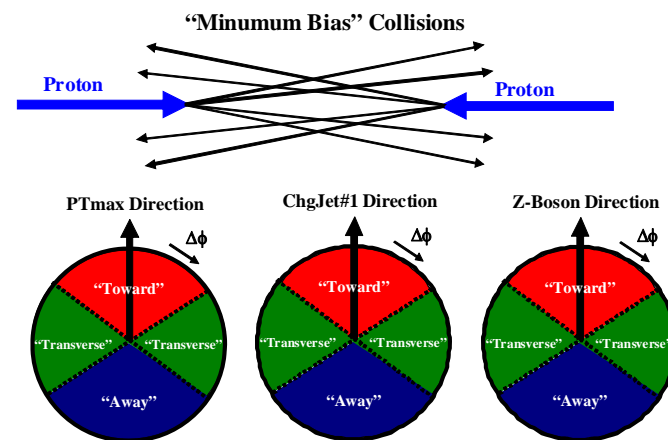 “Minumum Bias” Collisions
Proton
Proton
PTmax Direction
Δϕ
“Toward”
“Transverse” “Transverse”
“Away”
ChgJet#1 Direction
Δϕ
“Toward”
“Transverse” “Transverse”
“Away”
Z-Boson Direction
Δϕ
“Toward”
“Transverse” “Transverse”
“Away”